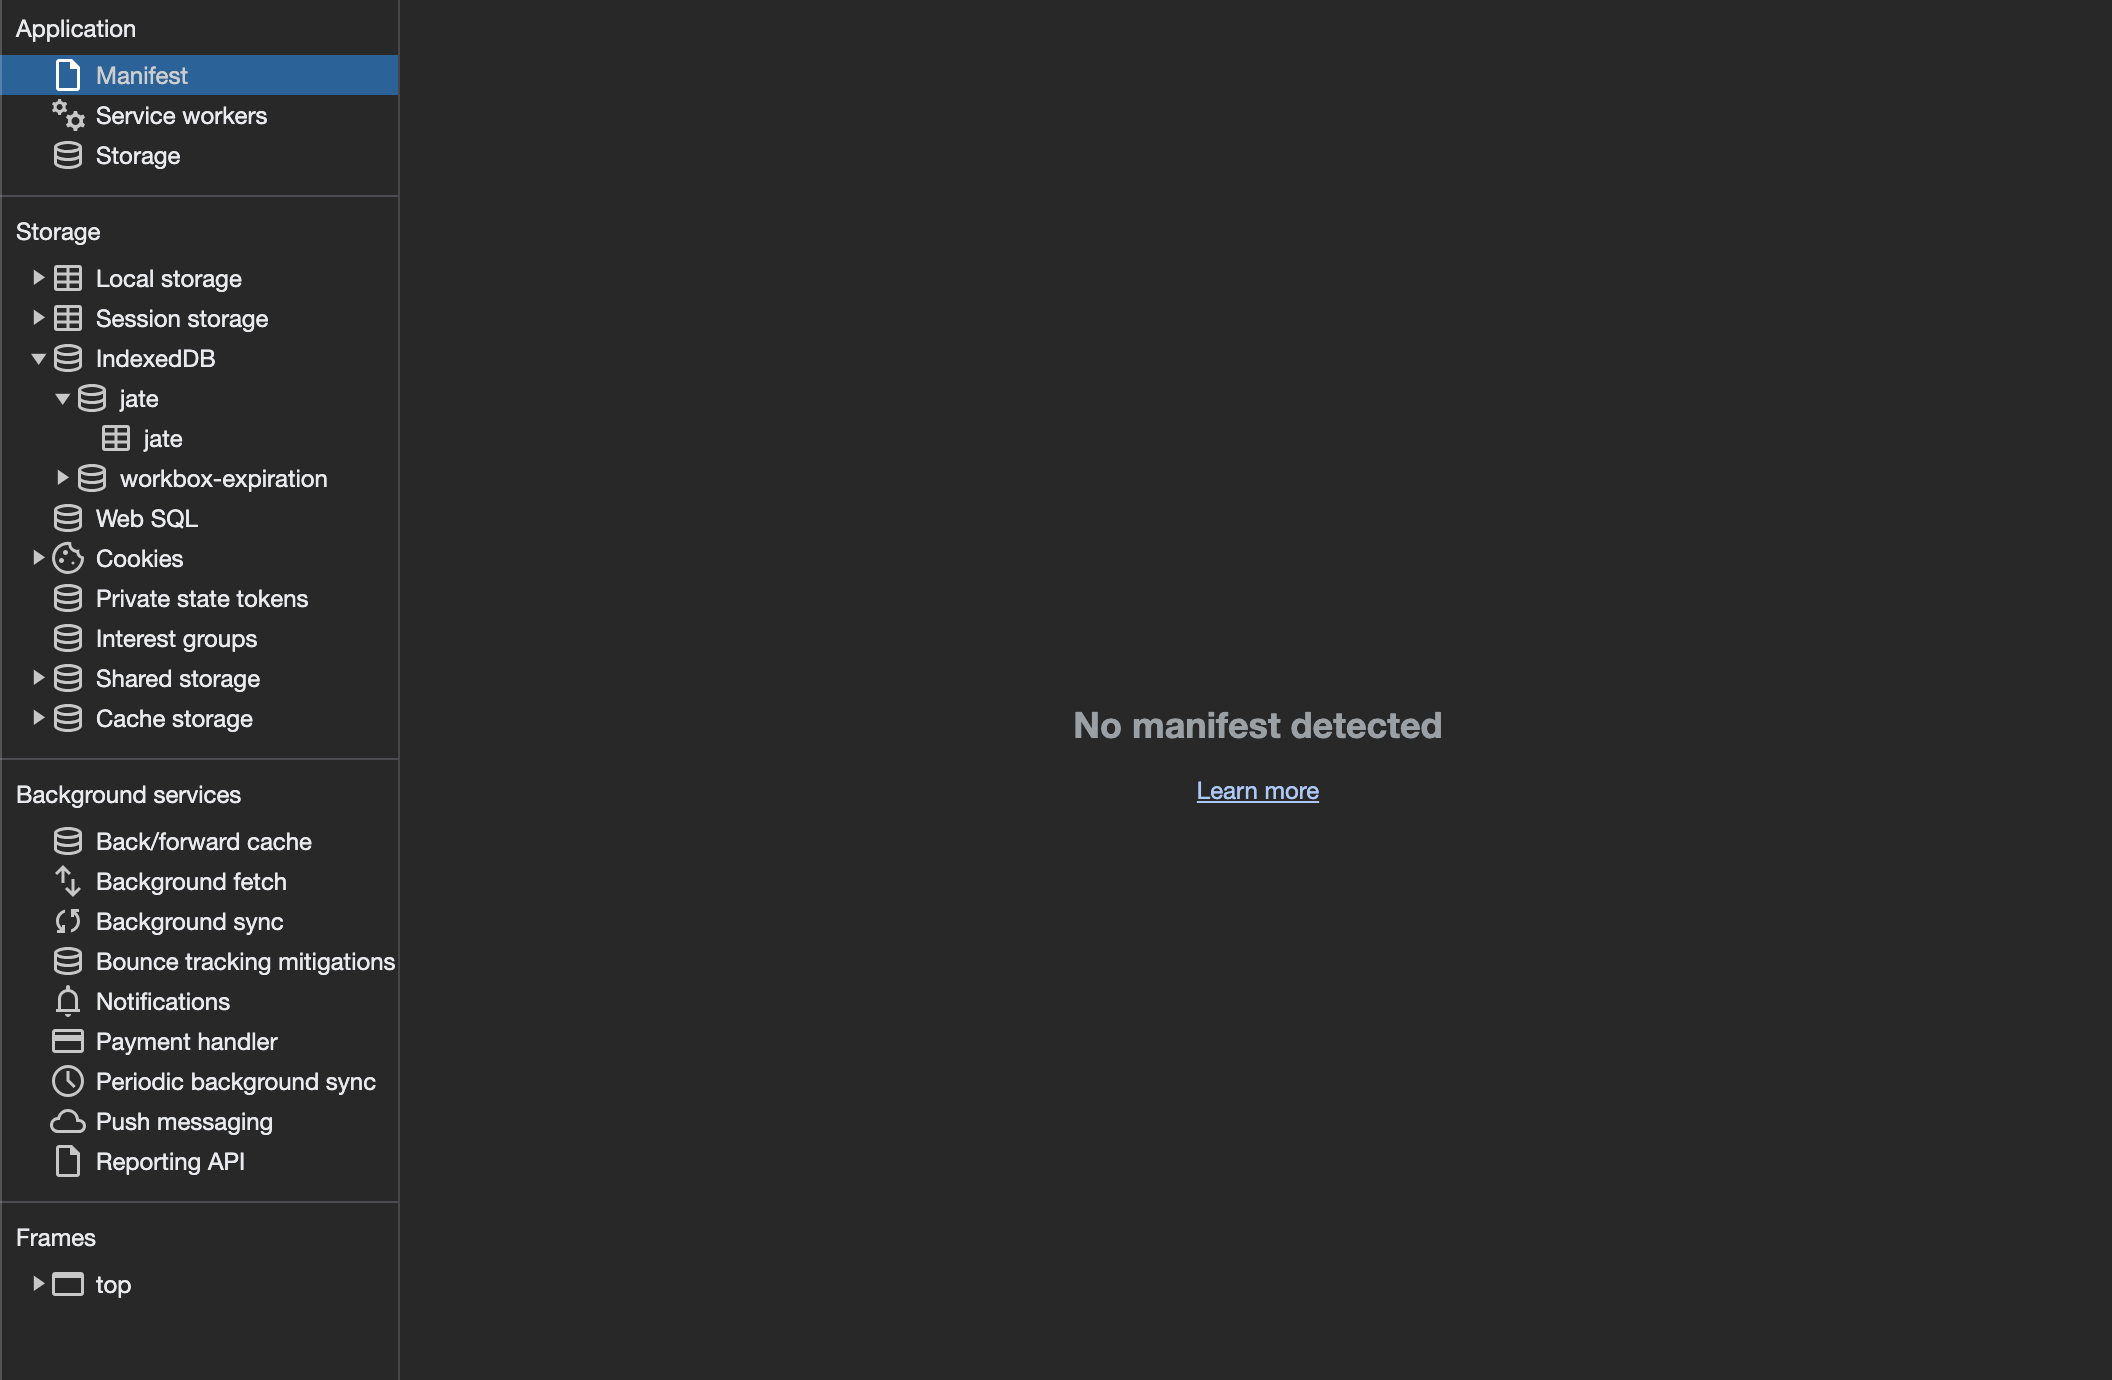 Application
Manifest
Service workers
Storage
Storage
Local storage
Session storage
IndexedDB
jate
jate
workbox-expiration
Web SQL
Cookies
Private state tokens
Interest groups
Shared storage
Cache storage
Background services
Back/forward cache
Background fetch
Background sync
Bounce tracking mitigations
Notifications
Payment handler
Periodic background sync
Push messaging
Reporting API
Frames
top
No manifest detected
Learn more